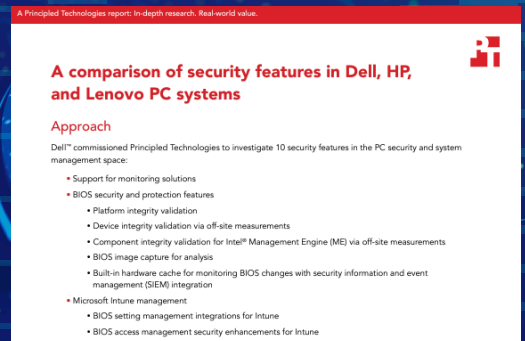 A Principled Technologies report: In-depth research. Real-world value.
PT
A comparison of security features in Dell, HP,
and Lenovo PC systems
Approach
Dell™ commissioned Principled Technologies to investigate 10 security features in the PC security and system
management space:
• Support for monitoring solutions
• BIOS security and protection features
• Platform integrity validation
• Device integrity validation via off-site measurements
• Component integrity validation for Intel® Management Engine (ME) via off-site measurements
• BIOS image capture for analysis
• Built-in hardware cache for monitoring BIOS changes with security information and event
management (SIEM) integration
• Microsoft Intune management
• BIOS setting management integrations for Intune
• BIOS access management security enhancements for Intune